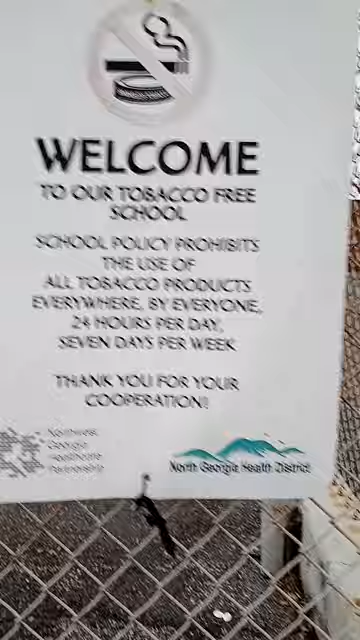 WELCOME
TO OUR TOBACCO FREE
SCHOOL
SCHOOL POLICY PROHIBITS
THE USE OF
ALL TOBACCO PRODUCTS
EVERYWHERE, BY EVERYONE,
24 HOURS PER DAY,
SEVEN DAYS PER WEEK
THANK YOU FOR YOUR
COOPERATION!
Northwest
Georgia
Healthcare
Partnership
North Georgia Health District